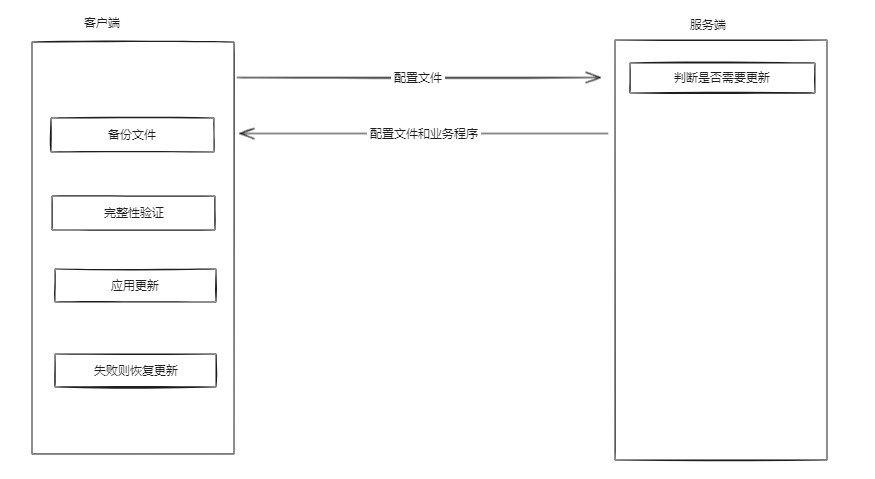 客户端
服务端
配置文件
判断是否需要更新
备份文件
配置文件和业务程序
完整性验证
应用更新
失败则恢复更新